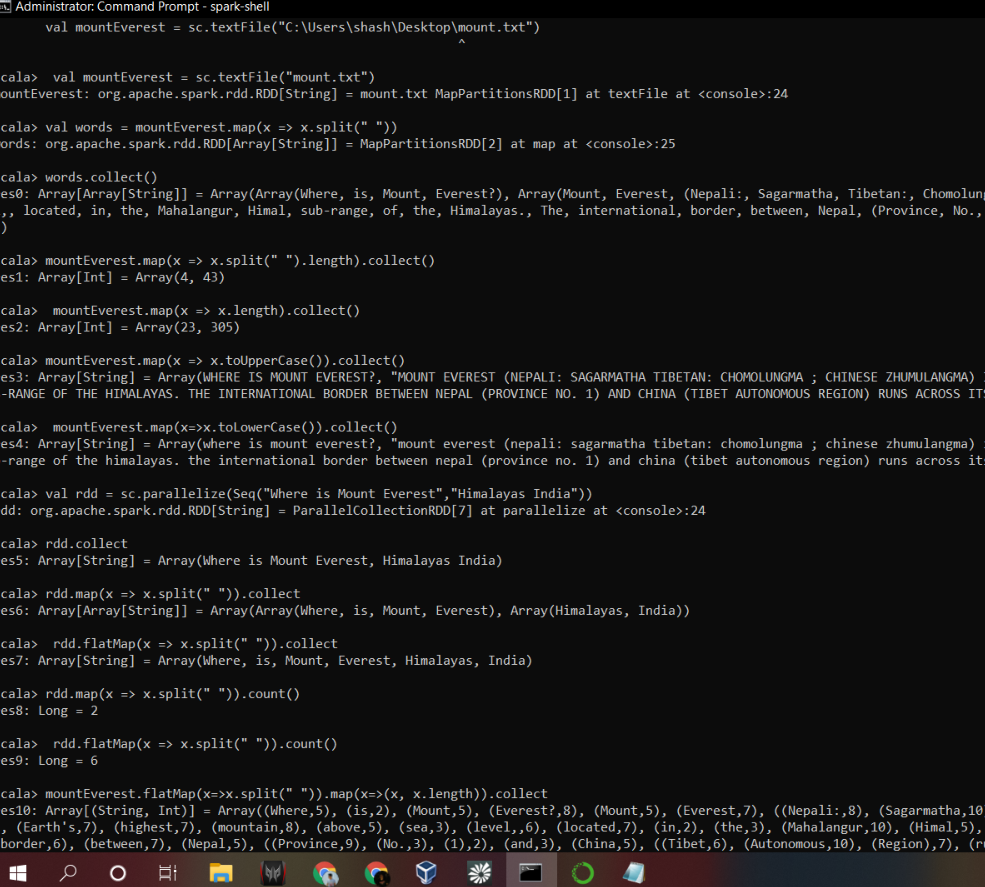 Administrator: Command Prompt - spark-shell
val mountEverest = sc.textFile("C:\Users\shash\Desktop\mount.txt")
^
cala>  val mountEverest = sc.textFile("mount.txt")
ountEverest: org.apache.spark.rdd.RDD[String] = mount.txt MapPartitionsRDD[1] at textFile at <console>:24
cala> val words = mountEverest.map(x => x.split(" "))
ords: org.apache.spark.rdd.RDD[Array[String]] = MapPartitionsRDD[2] at map at <console>:25
cala> words.collect()
es0: Array[Array[String]] = Array(Array(Where, is, Mount, Everest?), Array(Mount, Everest, (Nepali:, Sagarmatha, Tibetan:, Chomolung
,, located, in, the, Mahalangur, Himal, sub-range, of, the, Himalayas., The, international, border, between, Nepal, (Province, No.,
)
cala> mountEverest.map(x => x.split(" ").length).collect()
es1: Array[Int] = Array(4, 43)
cala>  mountEverest.map(x => x.length).collect()
es2: Array[Int] = Array(23, 305)
cala> mountEverest.map(x => x.toUpperCase()).collect()
es3: Array[String] = Array(WHERE IS MOUNT EVEREST?, "MOUNT EVEREST (NEPALI: SAGARMATHA TIBETAN: CHOMOLUNGMA ; CHINESE ZHUMULANGMA)
-RANGE OF THE HIMALAYAS. THE INTERNATIONAL BORDER BETWEEN NEPAL (PROVINCE NO. 1) AND CHINA (TIBET AUTONOMOUS REGION) RUNS ACROSS ITS
cala>  mountEverest.map(x=>x.toLowerCase()).collect()
es4: Array[String] = Array(where is mount everest?, "mount everest (nepali: sagarmatha tibetan: chomolungma ; chinese zhumulangma)
-range of the himalayas. the international border between nepal (province no. 1) and china (tibet autonomous region) runs across its
cala> val rdd = sc.parallelize(Seq("Where is Mount Everest","Himalayas India"))
dd: org.apache.spark.rdd.RDD[String] = ParallelCollectionRDD[7] at parallelize at <console>:24
cala> rdd.collect
es5: Array[String] = Array(Where is Mount Everest, Himalayas India)
cala> rdd.map(x => x.split(" ")).collect
es6: Array[Array[String]] = Array(Array(Where, is, Mount, Everest), Array(Himalayas, India))
cala>  rdd.flatMap(x => x.split(" ")).collect
es7: Array[String] = Array(Where, is, Mount, Everest, Himalayas, India)
cala> rdd.map(x => x.split(" ")).count()
es8: Long = 2
cala>  rdd.flatMap(x => x.split(" ")).count()
es9: Long = 6
cala> mountEverest.flatMap(x=>x.split(" ")).map(x=>(x, x.length)).collect
es10: Array[(String, Int)] = Array((Where,5), (is,2), (Mount,5), (Everest?,8), (Mount,5), (Everest,7), ((Nepali:,8), (Sagarmatha,10
, (Earth's,7), (highest,7), (mountain,8), (above,5), (sea,3), (level,,6), (located,7), (in,2), (the,3), (Mahalangur,10), (Himal,5),
border,6), (between,7), (Nepal,5), ((Province,9), (No.,3), (1),2), (and,3), (China,5), ((Tibet,6), (Autonomous,10), (Region),7), (ru